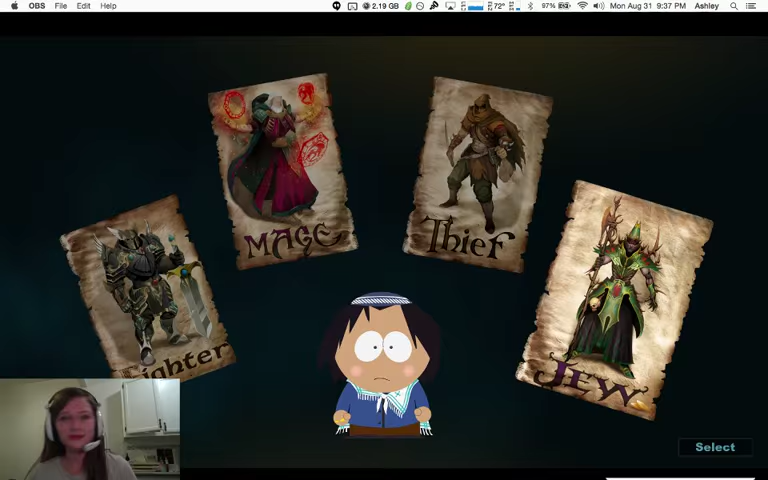 OBS File Edit Help 2.19 GB 72° 97% Mon Aug 31 9:37 PM Ashley
MAGE
Thief
Fighter
JEW
Select